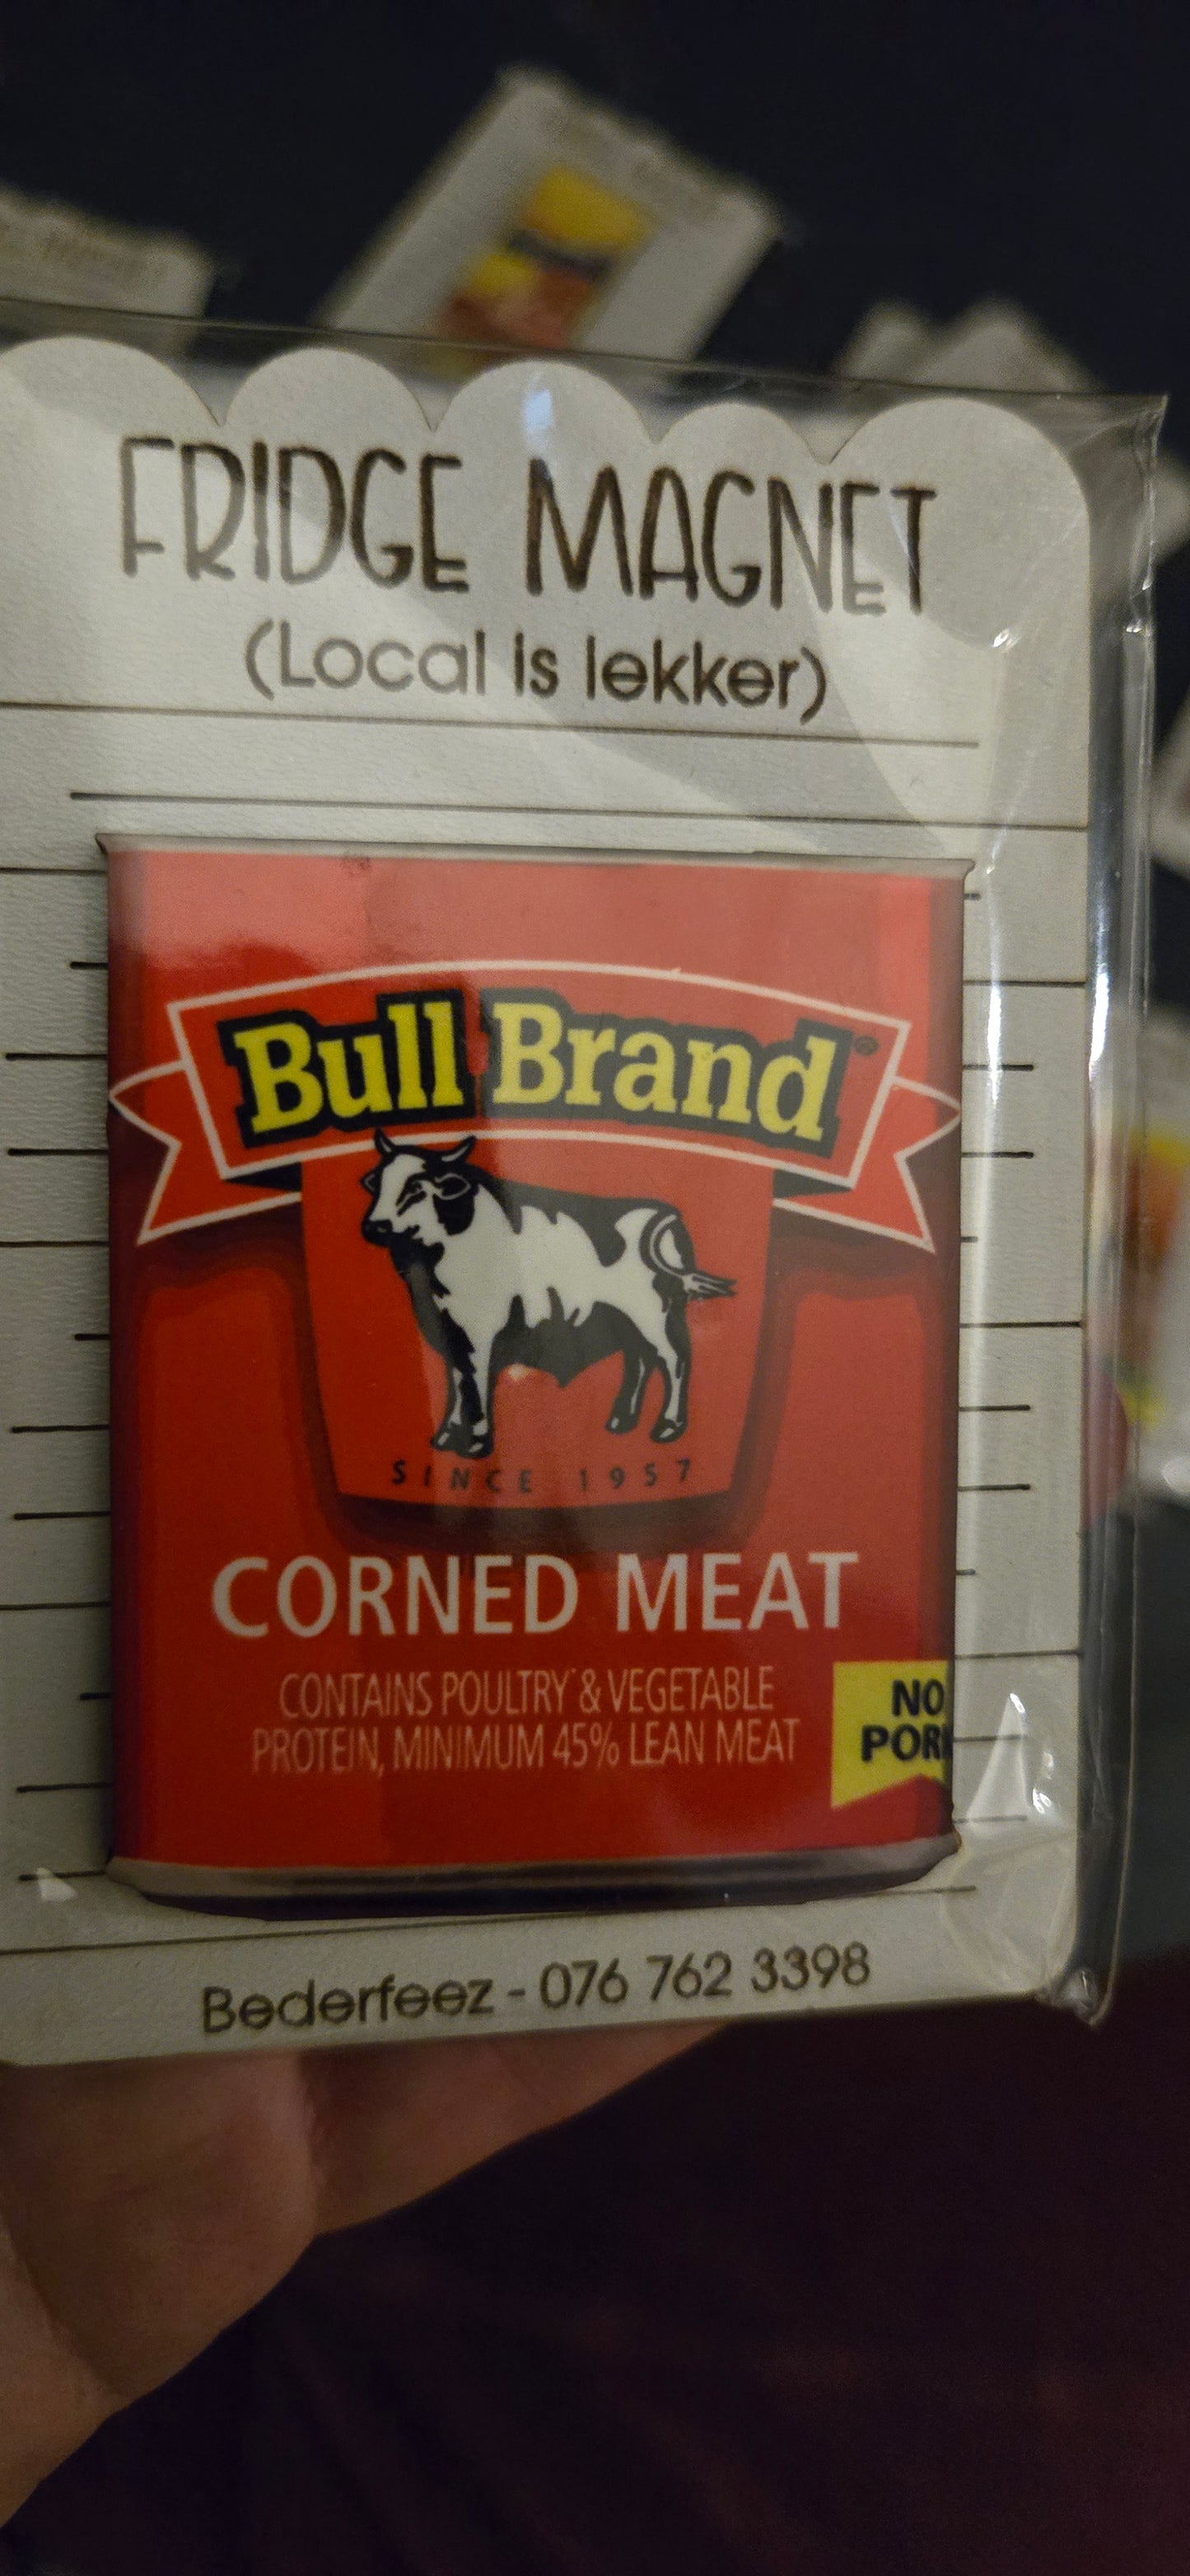 FRIDGE MAGNET
(Local is lekker)
Bull Brand®
SINCE 1957
CORNED MEAT
CONTAINS POULTRY & VEGETABLE
PROTEIN, MINIMUM 45% LEAN MEAT
NO
PORK
Bederfeez - 076 762 3398